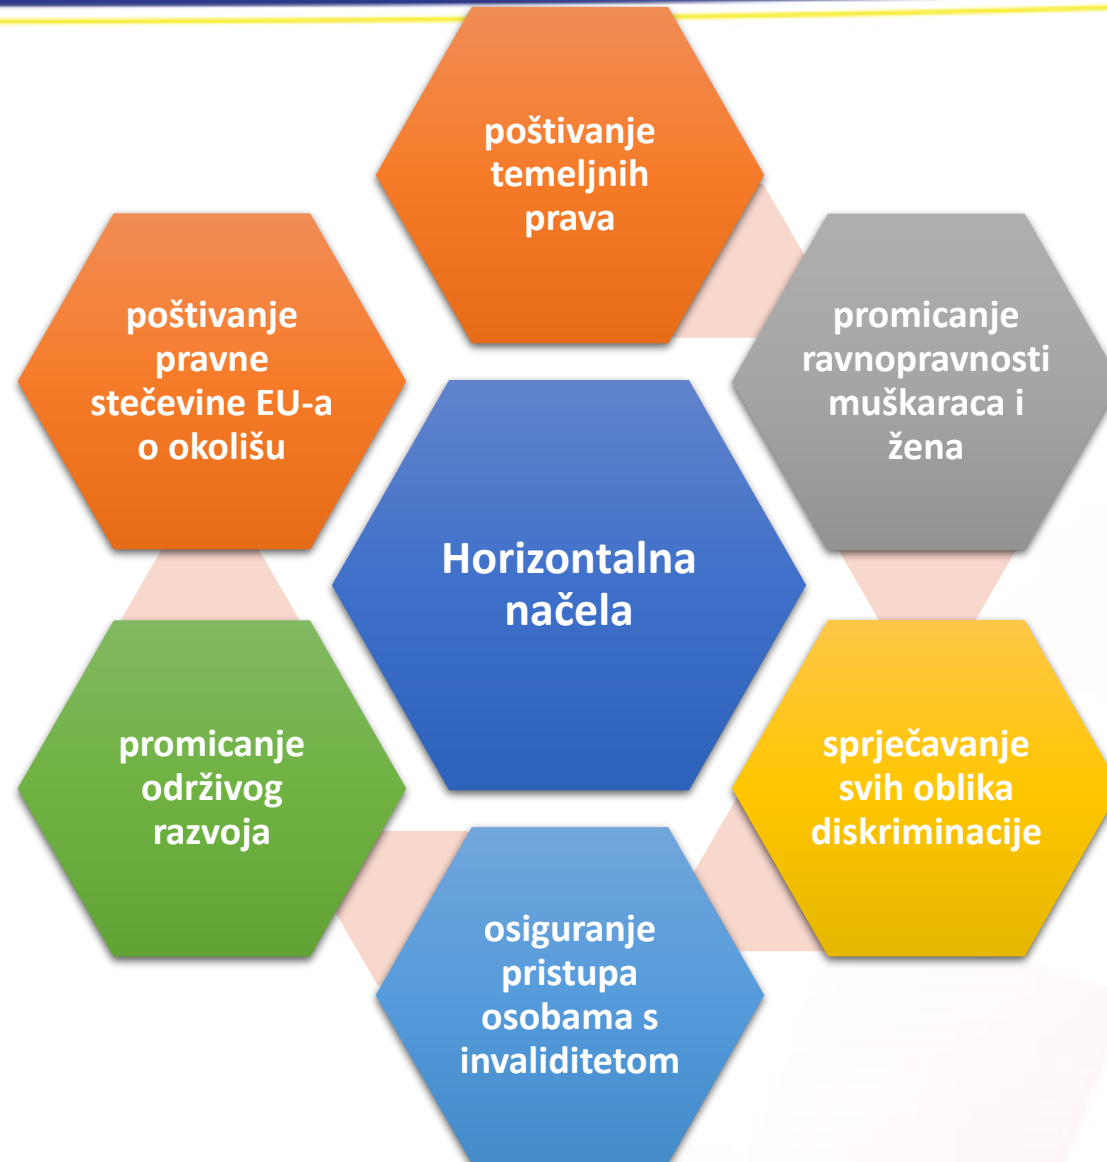 poštivanje
temeljnih
prava
promicanje
ravnopravnosti
muškaraca i
žena
sprječavanje
svih oblika
diskriminacije
osiguranje
pristupa
osobama s
invaliditetom
promicanje
održivog
razvoja
poštivanje
pravne
stečevine EU-a
o okolišu
Horizontalna
načela